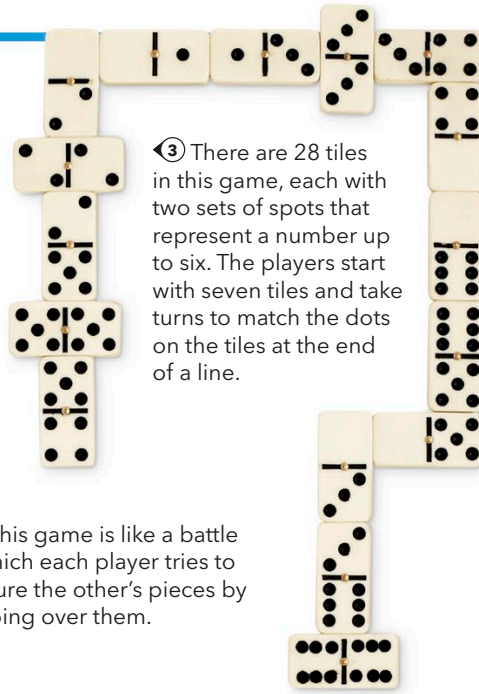 3 There are 28 tiles
in this game, each with
two sets of spots that
represent a number up
to six. The players start
with seven tiles and take
turns to match the dots
on the tiles at the end
of a line.
his game is like a battle
hich each player tries to
ure the other’s pieces by
ing over them.